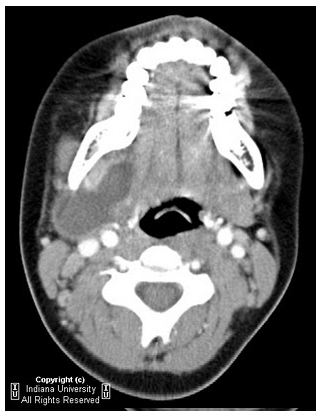 Copyright (c)
Indiana University
All Rights Reserved